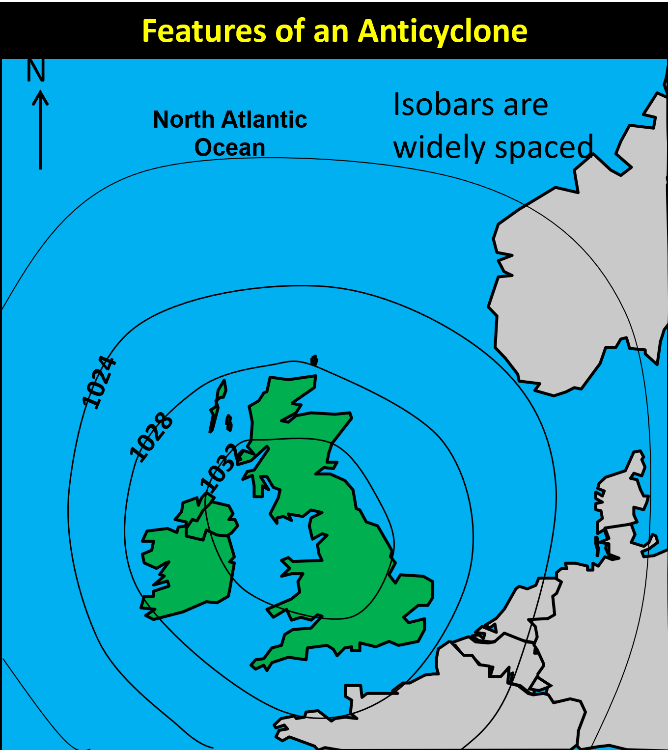 Features of an Anticyclone
N
North Atlantic
Ocean
Isobars are
widely spaced
1024
1028
1032